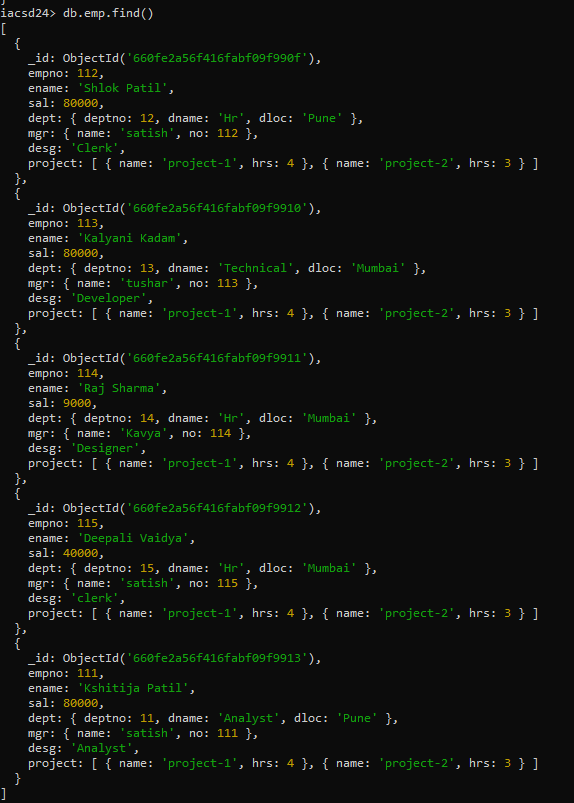 iacsd24> db.emp.find()
[
  {
    _id: ObjectId('660fe2a56f416fabf09f990f'),
    empno: 112,
    ename: 'Shlok Patil',
    sal: 80000,
    dept: { deptno: 12, dname: 'Hr', dloc: 'Pune' },
    mgr: { name: 'satish', no: 112 },
    desg: 'Clerk',
    project: [ { name: 'project-1', hrs: 4 }, { name: 'project-2', hrs: 3 } ]
  },
  {
    _id: ObjectId('660fe2a56f416fabf09f9910'),
    empno: 113,
    ename: 'Kalyani Kadam',
    sal: 80000,
    dept: { deptno: 13, dname: 'Technical', dloc: 'Mumbai' },
    mgr: { name: 'tushar', no: 113 },
    desg: 'Developer',
    project: [ { name: 'project-1', hrs: 4 }, { name: 'project-2', hrs: 3 } ]
  },
  {
    _id: ObjectId('660fe2a56f416fabf09f9911'),
    empno: 114,
    ename: 'Raj Sharma',
    sal: 9000,
    dept: { deptno: 14, dname: 'Hr', dloc: 'Mumbai' },
    mgr: { name: 'Kavya', no: 114 },
    desg: 'Designer',
    project: [ { name: 'project-1', hrs: 4 }, { name: 'project-2', hrs: 3 } ]
  },
  {
    _id: ObjectId('660fe2a56f416fabf09f9912'),
    empno: 115,
    ename: 'Deepali Vaidya',
    sal: 40000,
    dept: { deptno: 15, dname: 'Hr', dloc: 'Mumbai' },
    mgr: { name: 'satish', no: 115 },
    desg: 'clerk',
    project: [ { name: 'project-1', hrs: 4 }, { name: 'project-2', hrs: 3 } ]
  },
  {
    _id: ObjectId('660fe2a56f416fabf09f9913'),
    empno: 111,
    ename: 'Kshitija Patil',
    sal: 80000,
    dept: { deptno: 11, dname: 'Analyst', dloc: 'Pune' },
    mgr: { name: 'satish', no: 111 },
    desg: 'Analyst',
    project: [ { name: 'project-1', hrs: 4 }, { name: 'project-2', hrs: 3 } ]
  }
]